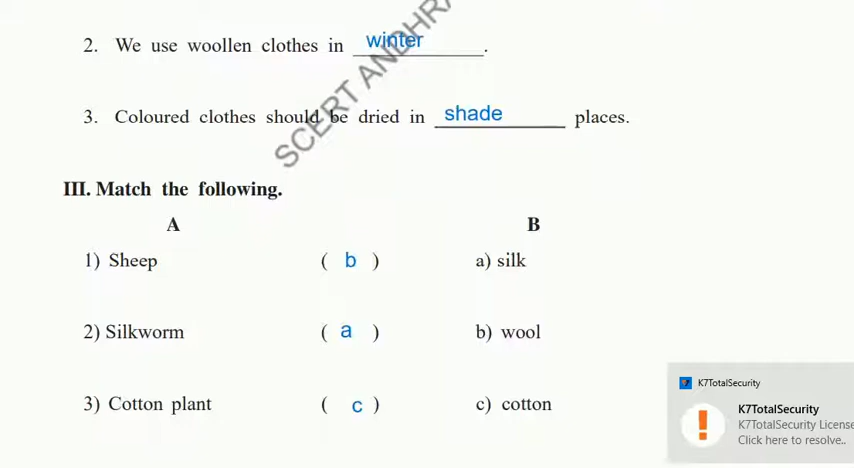 2. We use woollen clothes in winter.
3. Coloured clothes should be dried in shade places.
SCERT ANDHR
III. Match the following.
A B
1) Sheep ( b ) a) silk
2) Silkworm ( a ) b) wool
3) Cotton plant ( c ) c) cotton
K7TotalSecurity
K7TotalSecurity
K7TotalSecurity License
Click here to resolve..